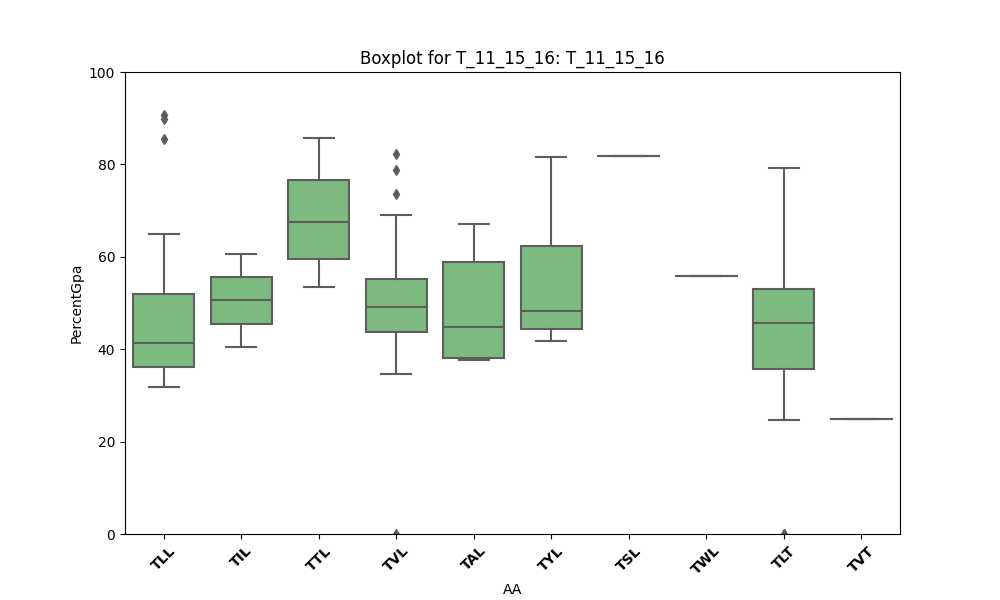 Boxplot for T_11_15_16: T_11_15_16
100
80
60
40
20
0
PercentGpa
TLL TIL TTL TVL TAL TYL TSL TWL TLT TVT
AA